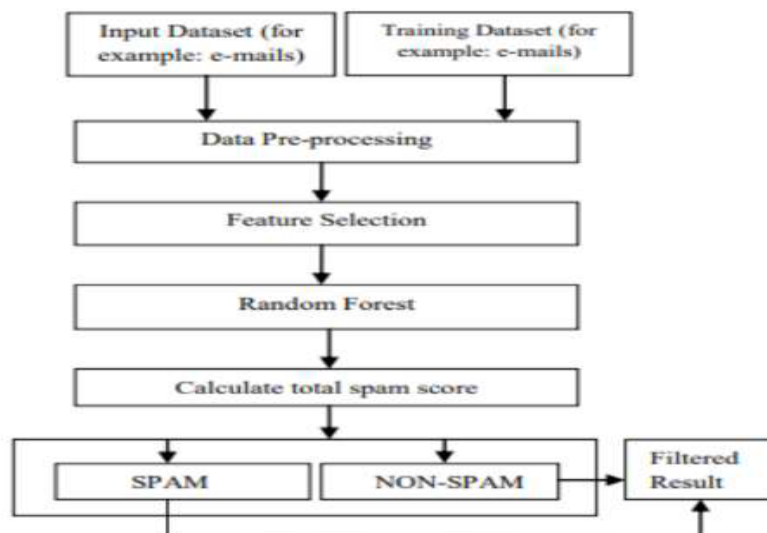 Input Dataset (for
example: e-mails)
Training Dataset (for
example: e-mails)
Data Pre-processing
Feature Selection
Random Forest
Calculate total spam score
SPAM
NON-SPAM
Filtered
Result